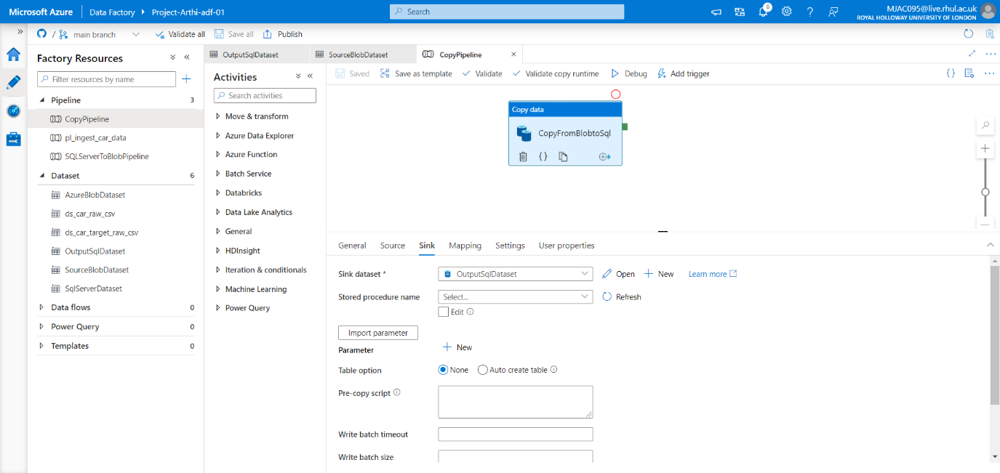 Microsoft Azure
Data Factory
Project-Arthi-adf-01
Search
8
MJAC095@live.rhul.ac.uk
ROYAL HOLLOWAY UNIVERSITY OF LONDON
/ main branch
Validate all
Save all
Publish
Factory Resources
Filter resources by name
Pipeline 3
CopyPipeline
pl_ingest_car_data
SQLServerToBlobPipeline
Dataset 6
AzureBlobDataset
ds_car_raw_csv
ds_car_target_raw_csv
OutputSqlDataset
SourceBlobDataset
SqlServerDataset
Data flows 0
Power Query 0
Templates 0
OutputSqlDataset
SourceBlobDataset
CopyPipeline
Activities
Search activities
Move & transform
Azure Data Explorer
Azure Function
Batch Service
Databricks
Data Lake Analytics
General
HDInsight
Iteration & conditionals
Machine Learning
Power Query
Saved
Save as template
Validate
Validate copy runtime
Debug
Add trigger
Copy data
CopyFromBlobtoSql
General
Source
Sink
Mapping
Settings
User properties
Sink dataset *
OutputSqlDataset
Open
New
Learn more
Stored procedure name
Select...
Refresh
Edit
Import parameter
Parameter
New
Table option
None
Auto create table
Pre-copy script
Write batch timeout
Write batch size